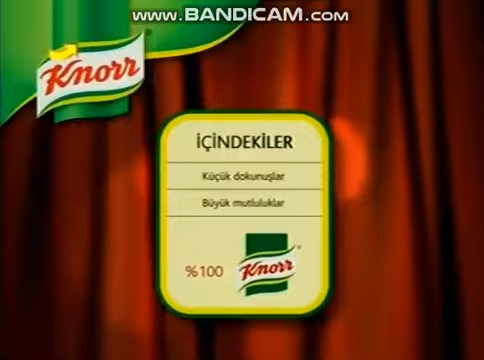 www.BANDICAM.com
Knorr
İÇİNDEKİLER
Küçük dokunuşlar
Büyük mutluluklar
%100
Knorr